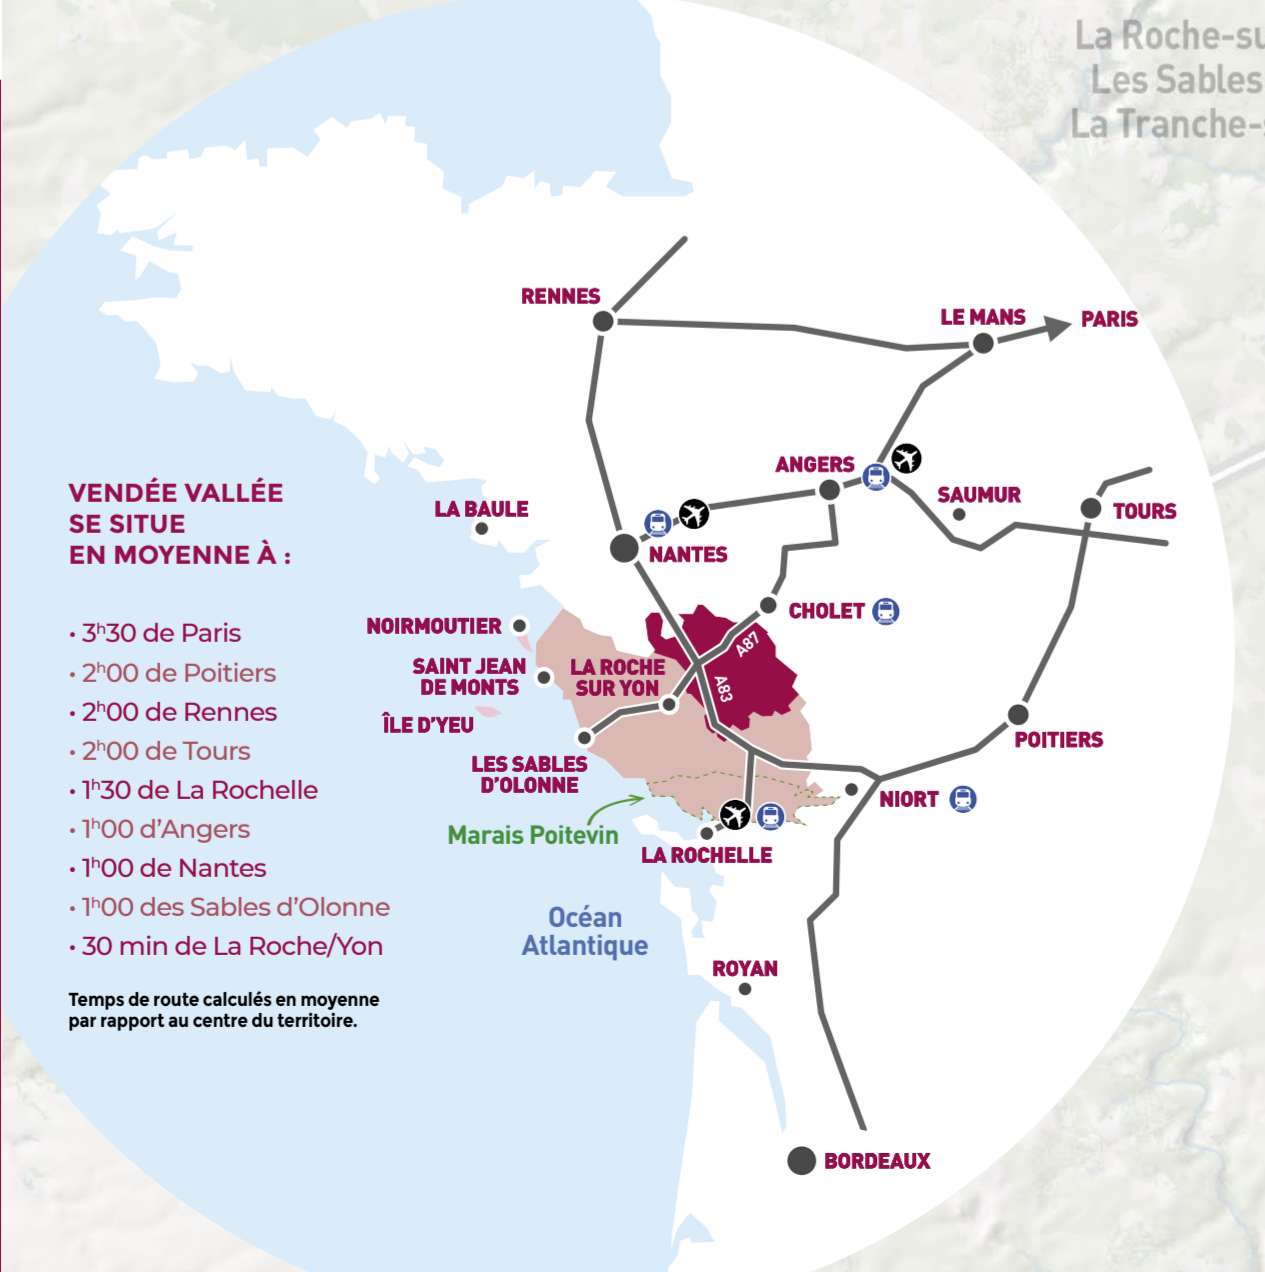 La Roche-su
Les Sables
La Tranche-s
RENNES
LE MANS
PARIS
ANGERS
SAUMUR
TOURS
LA BAULE
NANTES
CHOLET
NOIRMOUTIER
A87
SAINT JEAN
DE MONTS
LA ROCHE
SUR YON
A83
ÎLE D'YEU
POITIERS
LES SABLES
D'OLONNE
NIORT
Marais Poitevin
LA ROCHELLE
Océan
Atlantique
ROYAN
BORDEAUX
VENDÉE VALLÉE
SE SITUE
EN MOYENNE À :
• 3h30 de Paris
• 2h00 de Poitiers
• 2h00 de Rennes
• 2h00 de Tours
• 1h30 de La Rochelle
• 1h00 d'Angers
• 1h00 de Nantes
• 1h00 des Sables d'Olonne
• 30 min de La Roche/Yon
Temps de route calculés en moyenne
par rapport au centre du territoire.